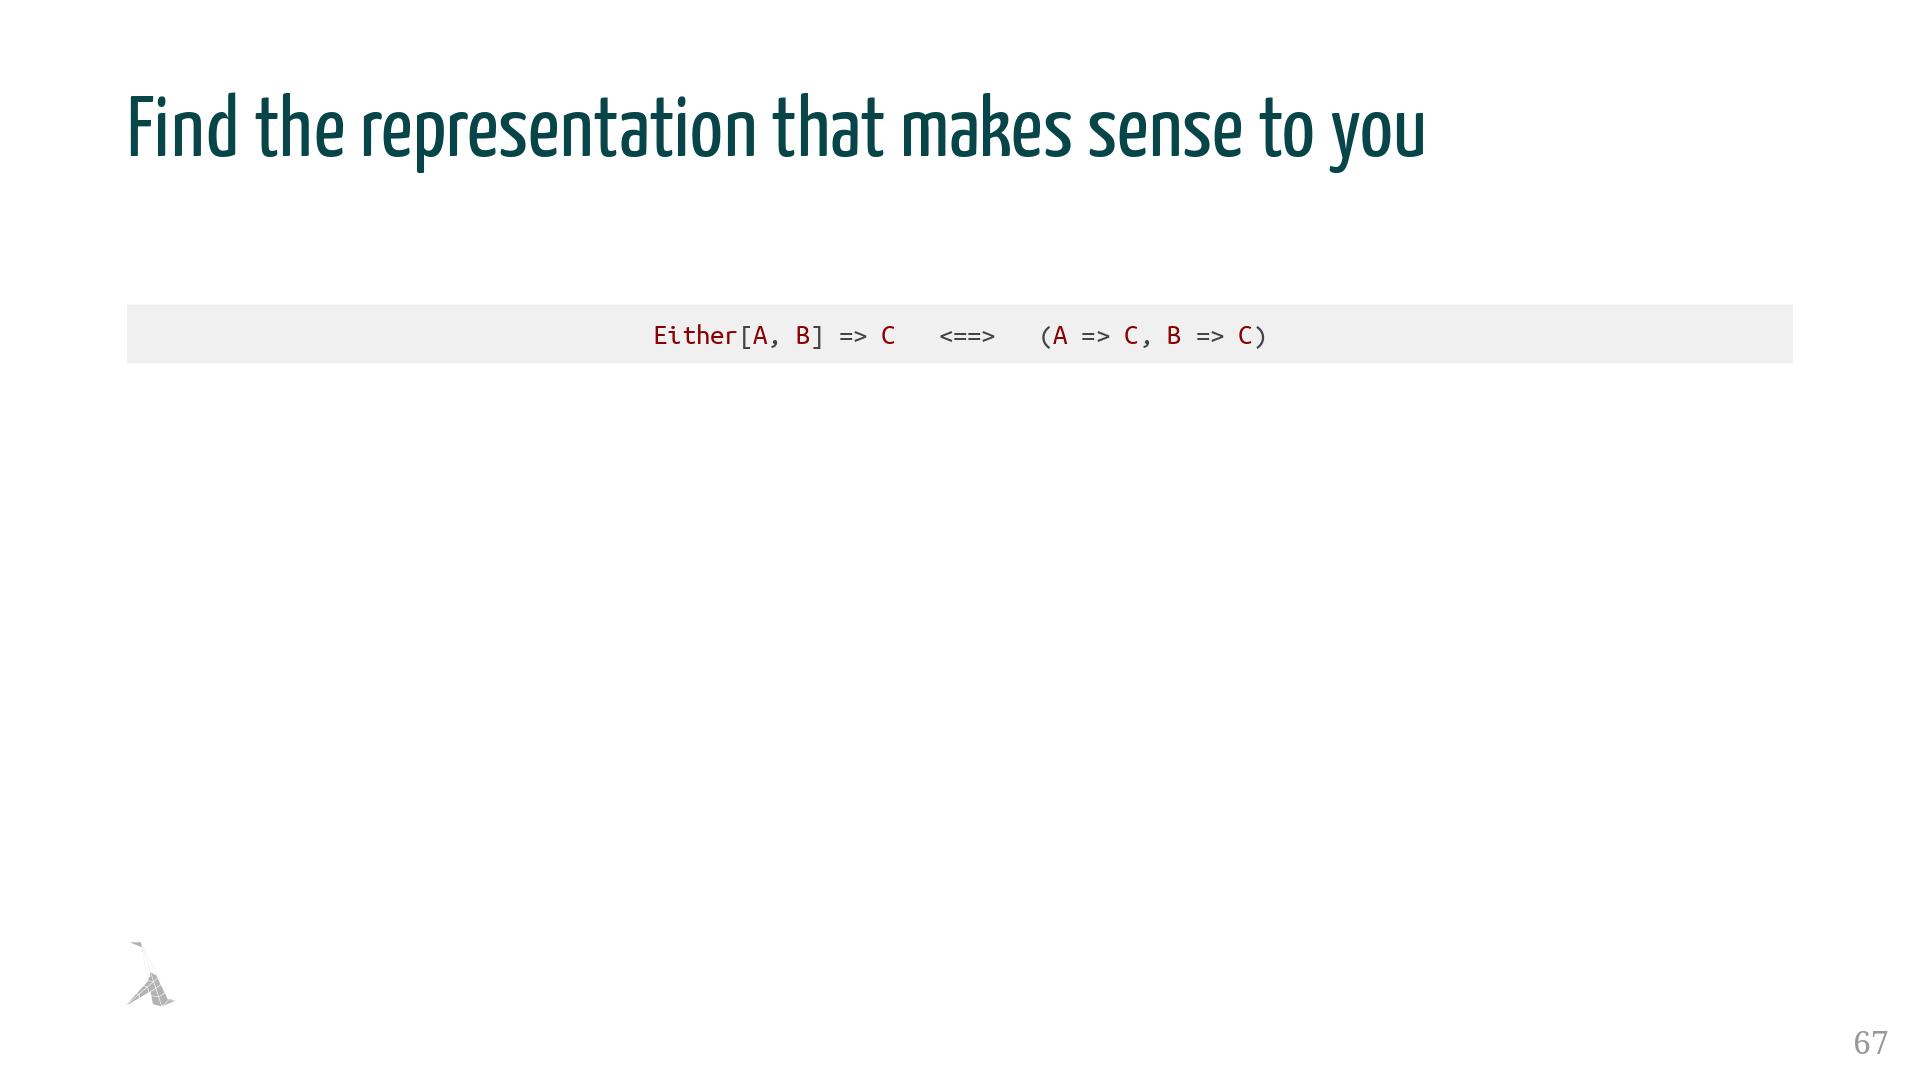 Find the representation that makes sense to you
Either[A, B] => C   <==>   (A => C, B => C)
67